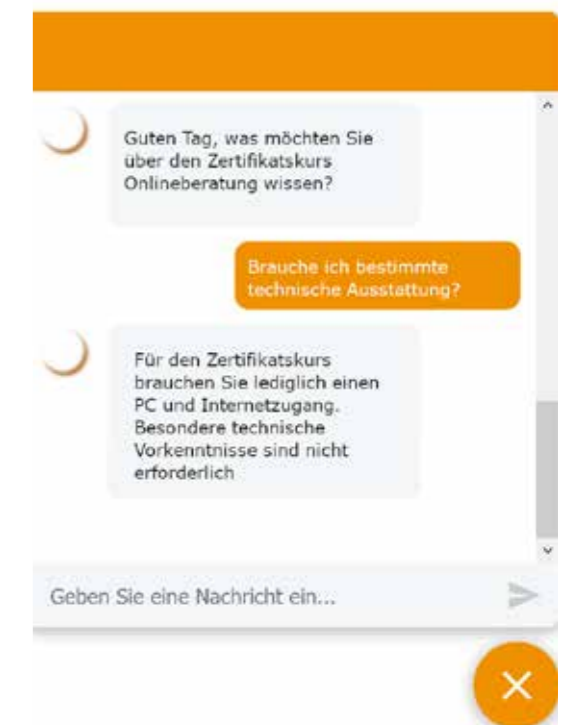 Guten Tag, was möchten Sie
über den Zertifikatskurs
Onlineberatung wissen?
Brauche ich bestimmte
technische Ausstattung?
Für den Zertifikatskurs
brauchen Sie lediglich einen
PC und Internetzugang.
Besondere technische
Vorkenntnisse sind nicht
erforderlich
Geben Sie eine Nachricht ein...